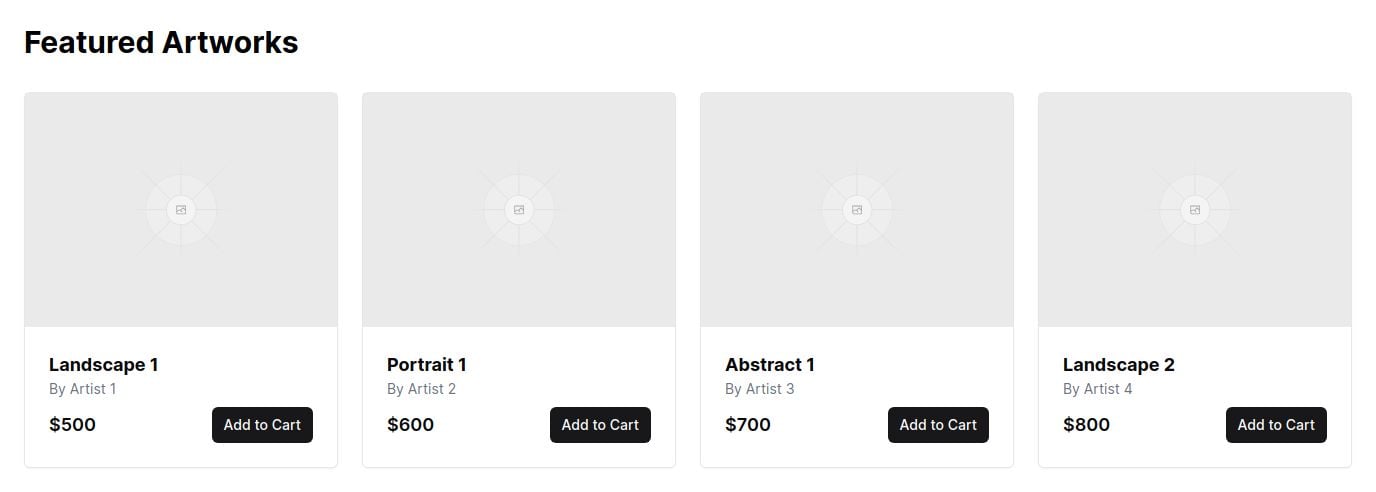 Featured Artworks
Landscape 1
By Artist 1
$500
Add to Cart
Portrait 1
By Artist 2
$600
Add to Cart
Abstract 1
By Artist 3
$700
Add to Cart
Landscape 2
By Artist 4
$800
Add to Cart